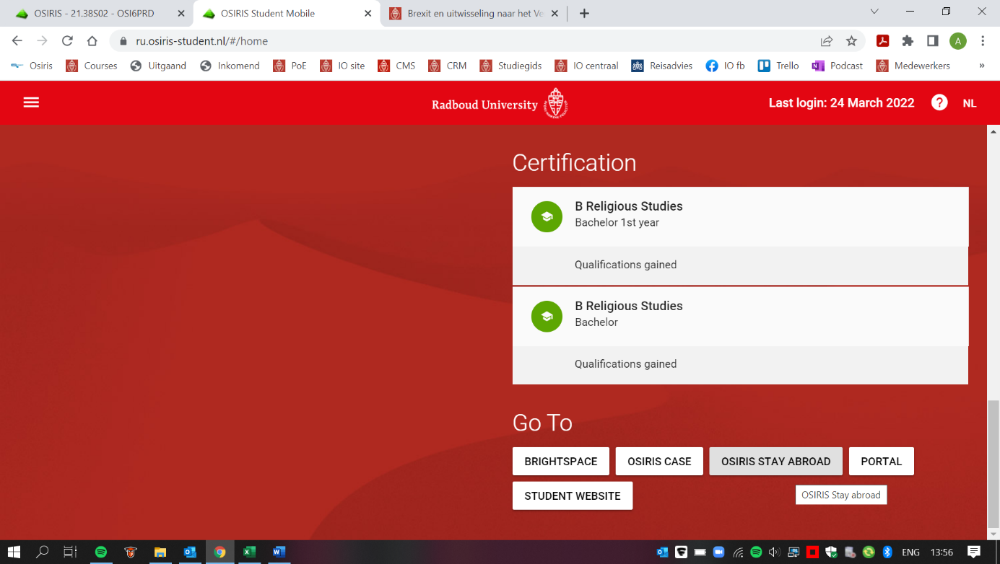 OSIRIS - 21.38S02 - OSI6PRD
OSIRIS Student Mobile
Brexit en uitwisseling naar het Ve
ru.osiris-student.nl/#/home
A
Osiris
Courses
Uitgaand
Inkomend
PoE
IO site
CMS
CRM
Studiegids
IO centraal
Reisadvies
IO fb
Trello
Podcast
Medewerkers
»
Radboud University
Last login: 24 March 2022
?
NL
Certification
B Religious Studies
Bachelor 1st year
Qualifications gained
B Religious Studies
Bachelor
Qualifications gained
Go To
BRIGHTSPACE
OSIRIS CASE
OSIRIS STAY ABROAD
PORTAL
STUDENT WEBSITE
OSIRIS Stay abroad
ENG
13:56